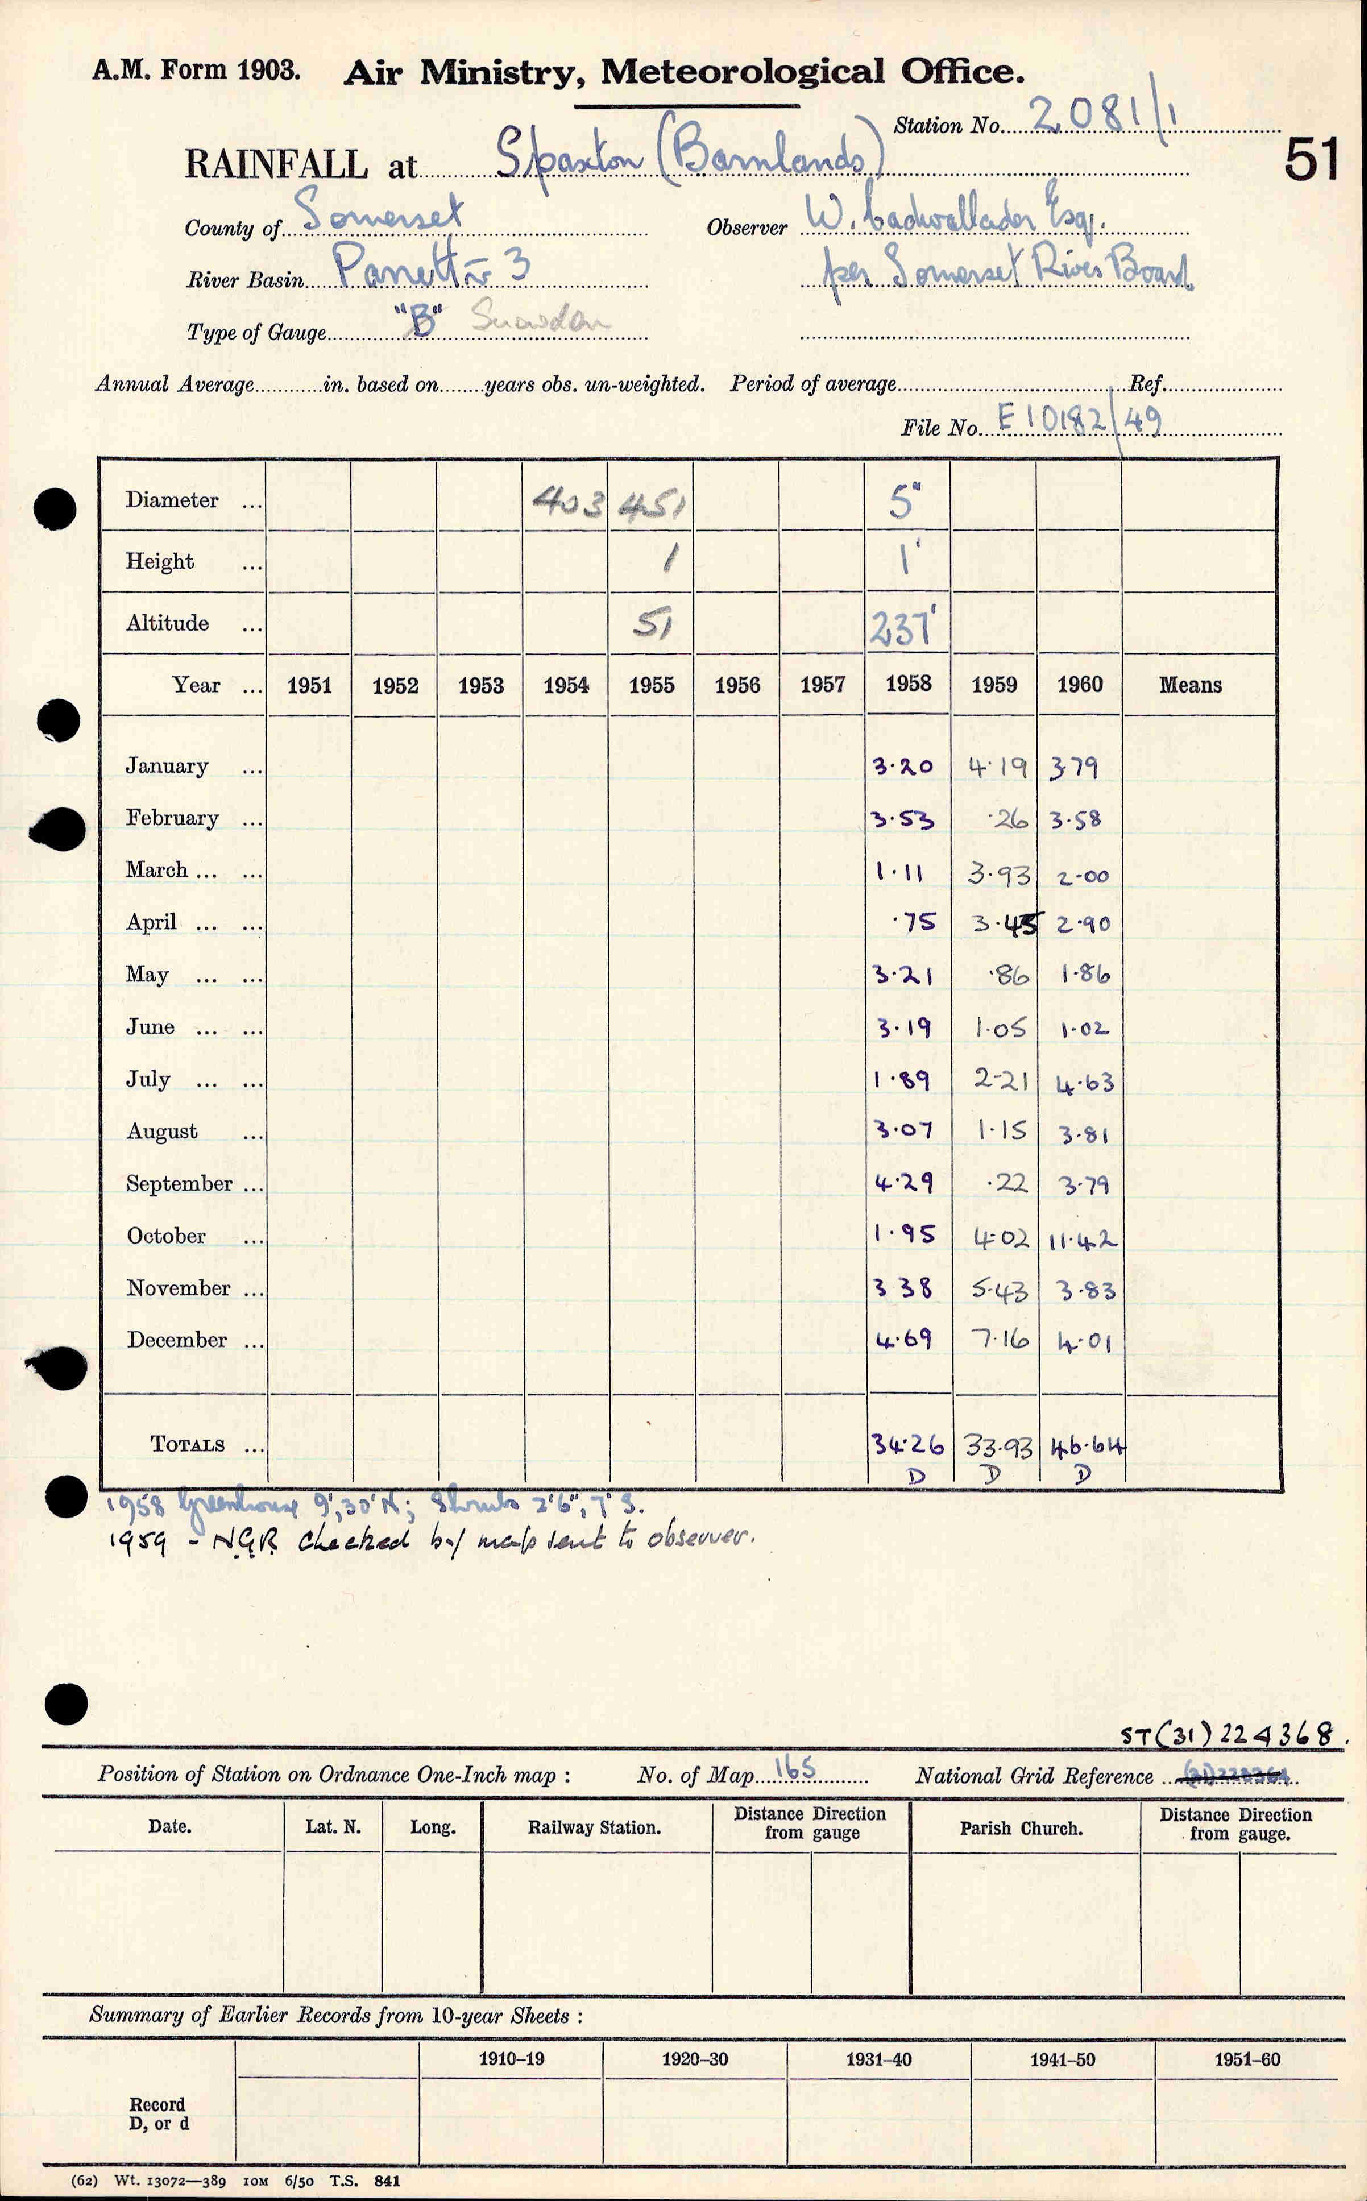 A.M. Form 1903. Air Ministry, Meteorological Office.
Station No. 2081/1
RAINFALL at Spaxton (Barnlands)
51
County of Somerset Observer W. Cadwallader Esq.
River Basin Parrett 3 per Somerset River Board
Type of Gauge "B" Snowdon
Annual Average in. based on years obs. un-weighted. Period of average Ref.
File No. E10182/49
Diameter ... 403 451 5"
Height ... 1 1'
Altitude ... 51 237'
Year ... 1951 1952 1953 1954 1955 1956 1957 1958 1959 1960 Means
January ... 3.20 4.19 379
February ... 3.53 .26 3.58
March ... ... 1.11 3.93 2.00
April ... ... .75 3.45 2.90
May ... ... 3.21 .86 1.86
June ... ... 3.19 1.05 1.02
July ... ... 1.89 2.21 4.63
August ... 3.07 1.15 3.81
September ... 4.29 .22 3.79
October ... 1.95 4.02 11.42
November ... 3 38 5.43 3.83
December ... 4.69 7.16 4.01
TOTALS ... 34.26 33.93 46.64
D D D
1958 Greenhouse 9', 30' N; Shrubs 2'6", 7' S.
1959 - N.G.R. checked by map sent to observer.
ST (31) 224368.
Position of Station on Ordnance One-Inch map : No. of Map 165 National Grid Reference
Date. Lat. N. Long. Railway Station. Distance Direction from gauge Parish Church. Distance Direction from gauge.
Summary of Earlier Records from 10-year Sheets :
1910–19 1920–30 1931–40 1941–50 1951–60
Record
D, or d
(62) Wt. 13072—389 10M 6/50 T.S. 841